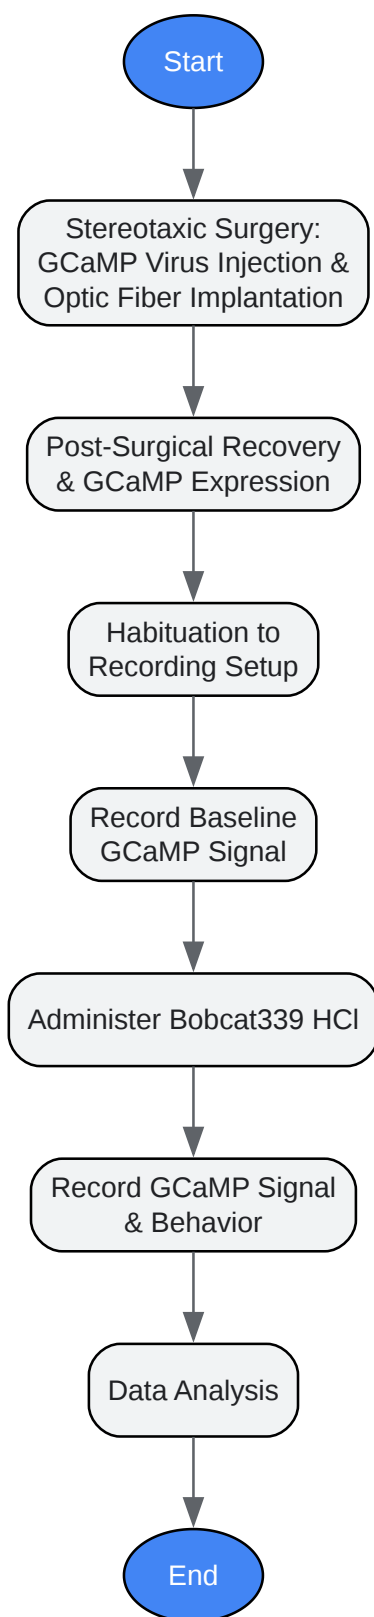 Start
Stereotaxic Surgery:
GCaMP Virus Injection &
Optic Fiber Implantation
Post-Surgical Recovery
& GCaMP Expression
Habituation to
Recording Setup
Record Baseline
GCaMP Signal
Administer Bobcat339 HCl
Record GCaMP Signal
& Behavior
Data Analysis
End